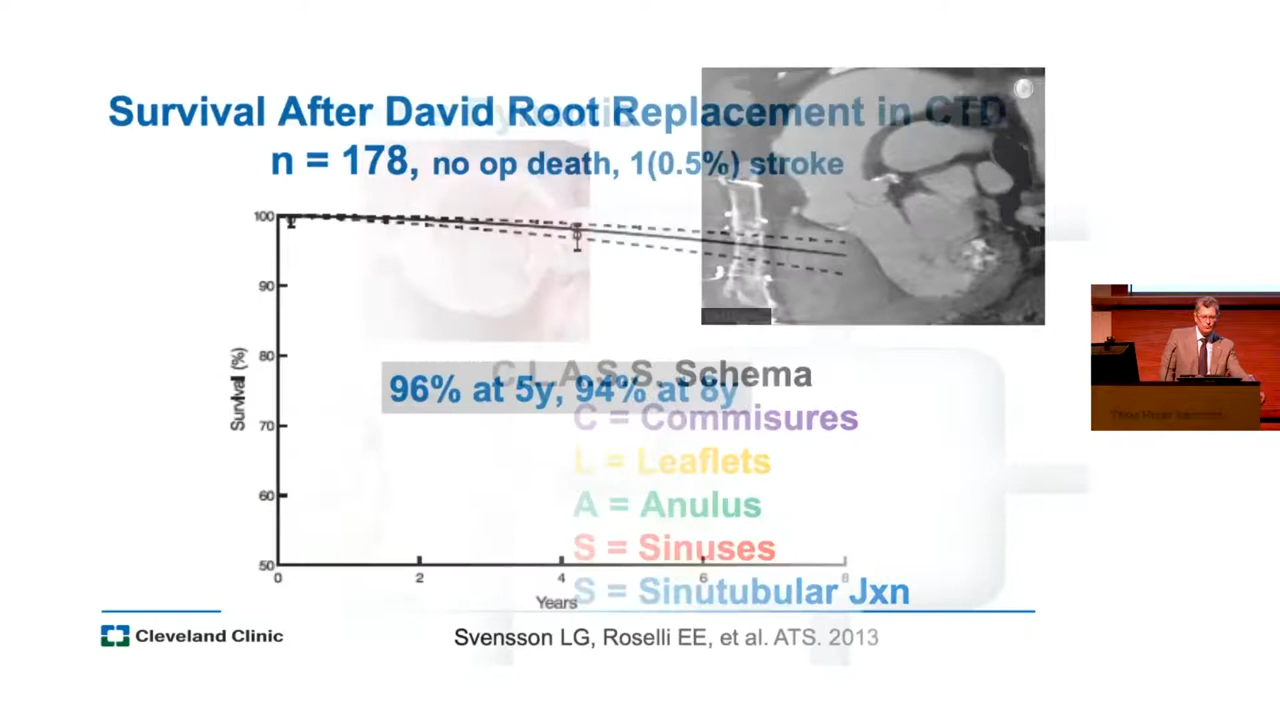 Survival After David Root Replacement in CTD
n = 178, no op death, 1(0.5%) stroke
100
90
80
70
60
50
Survival (%)
96% at 5y, 94% at 8y
C.L.A.S.S. Schema
C = Commisures
L = Leaflets
A = Anulus
S = Sinuses
S = Sinutubular Jxn
0
2
4
6
8
Years
Cleveland Clinic
Svensson LG, Roselli EE, et al. ATS. 2013